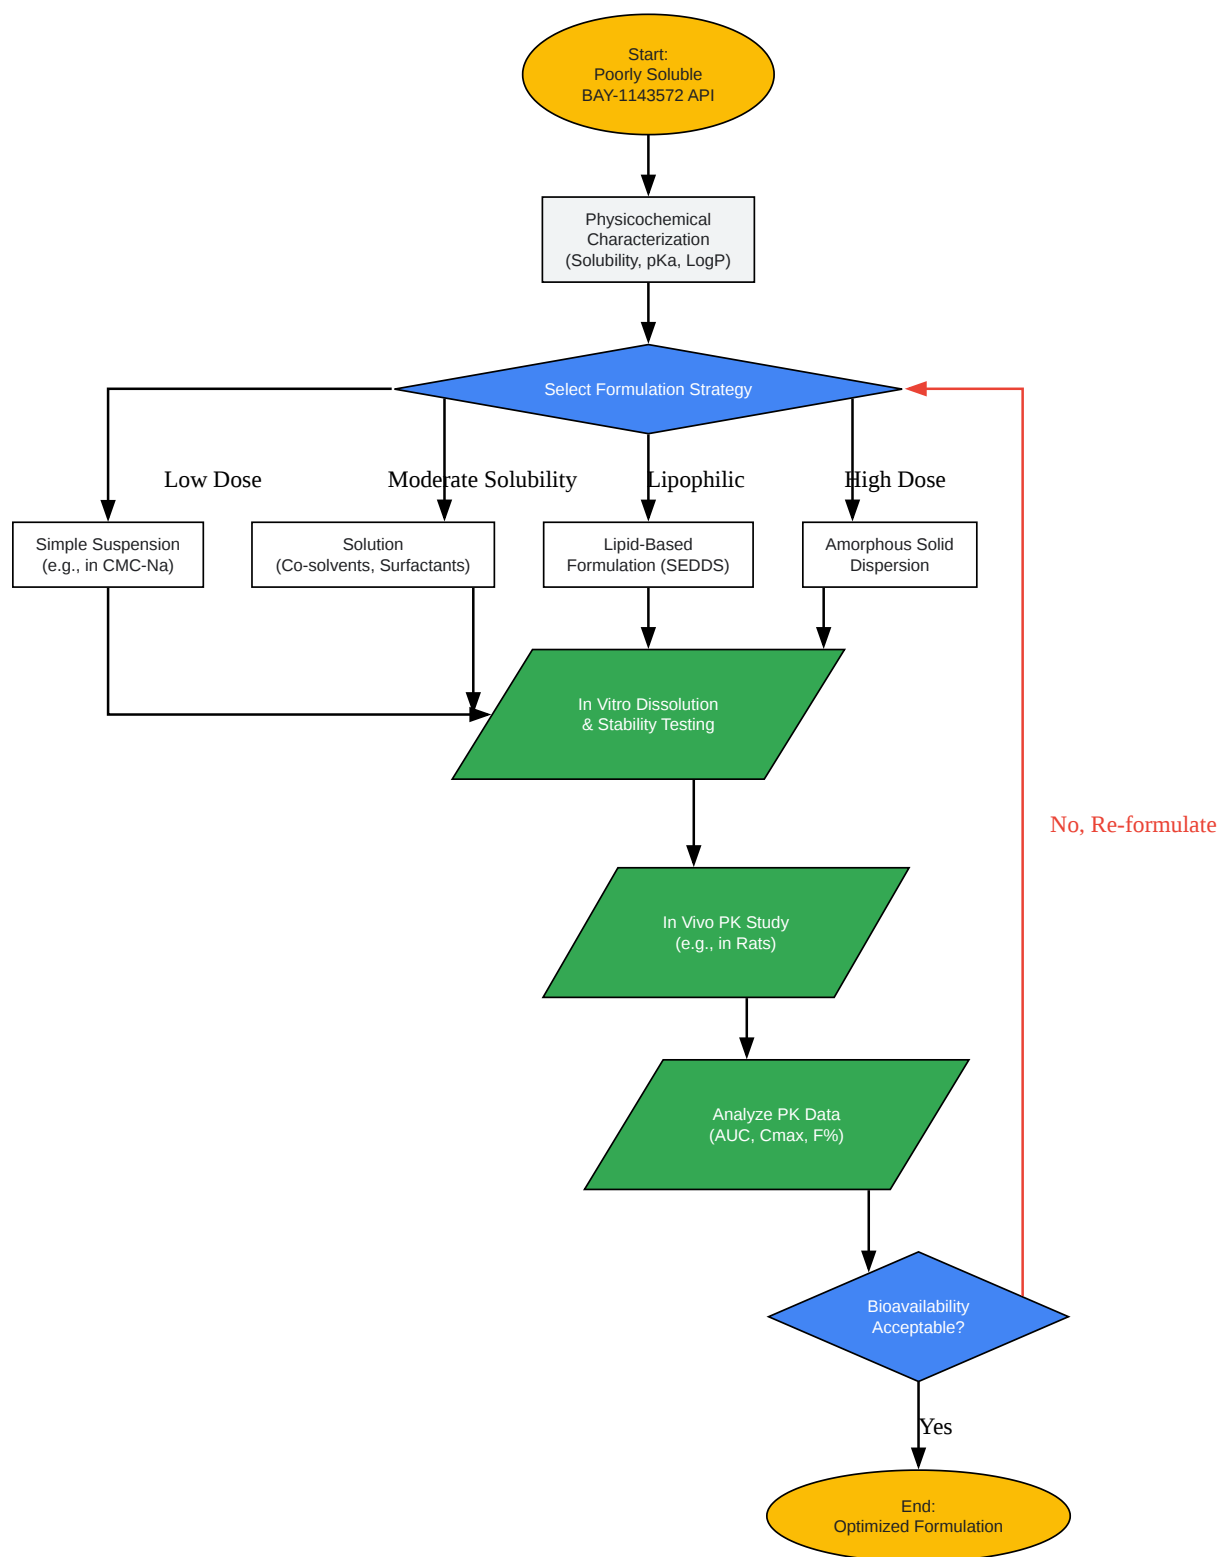 Start:
Poorly Soluble
BAY-1143572 API
Physicochemical
Characterization
(Solubility, pKa, LogP)
Select Formulation Strategy
Low Dose
Moderate Solubility
Lipophilic
High Dose
Simple Suspension
(e.g., in CMC-Na)
Solution
(Co-solvents, Surfactants)
Lipid-Based
Formulation (SEDDS)
Amorphous Solid
Dispersion
In Vitro Dissolution
& Stability Testing
No, Re-formulate
In Vivo PK Study
(e.g., in Rats)
Analyze PK Data
(AUC, Cmax, F%)
Bioavailability
Acceptable?
Yes
End:
Optimized Formulation